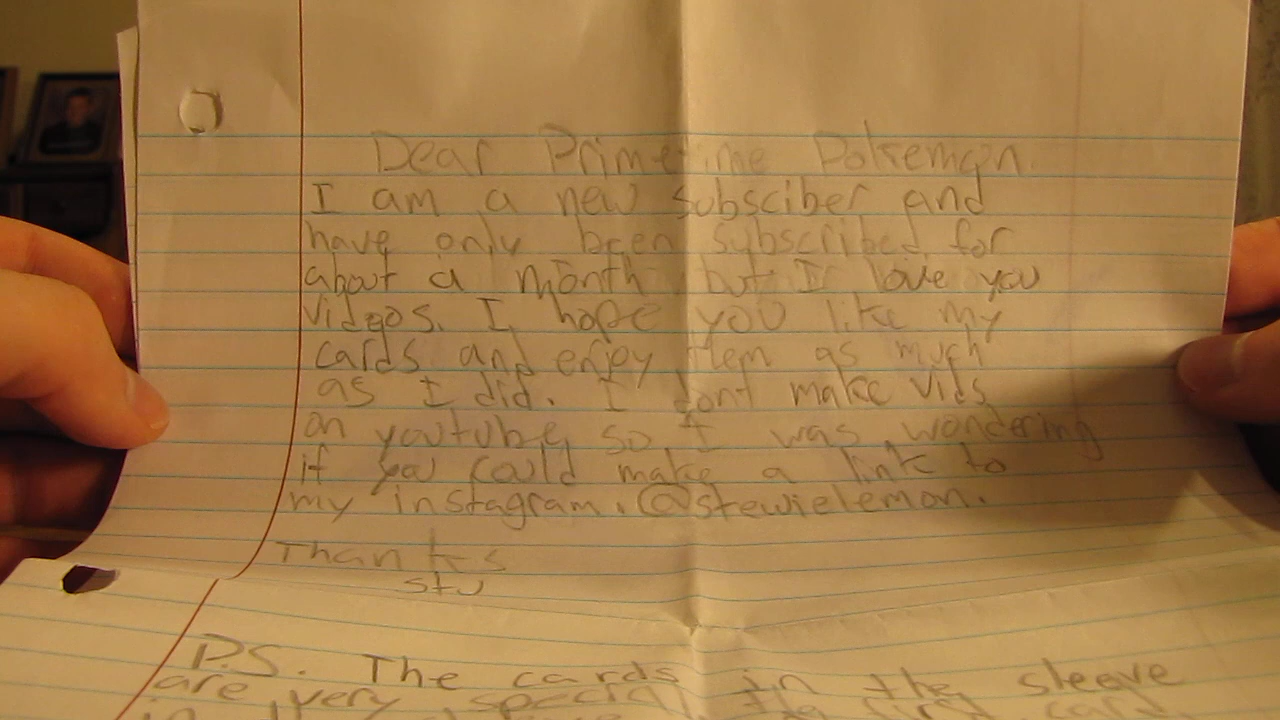 Dear Primetime Pokemon.
I am a new subsciber and
have only been subscribed for
about a month but I love you
videos. I hope you like my
cards and enjoy them as much
as I did. I dont make vids
on youtube, so I was wondering
if you could make a link to
my instagram. @stewielemon.
Thanks
stu
P.S. The cards in the sleeve
are very special